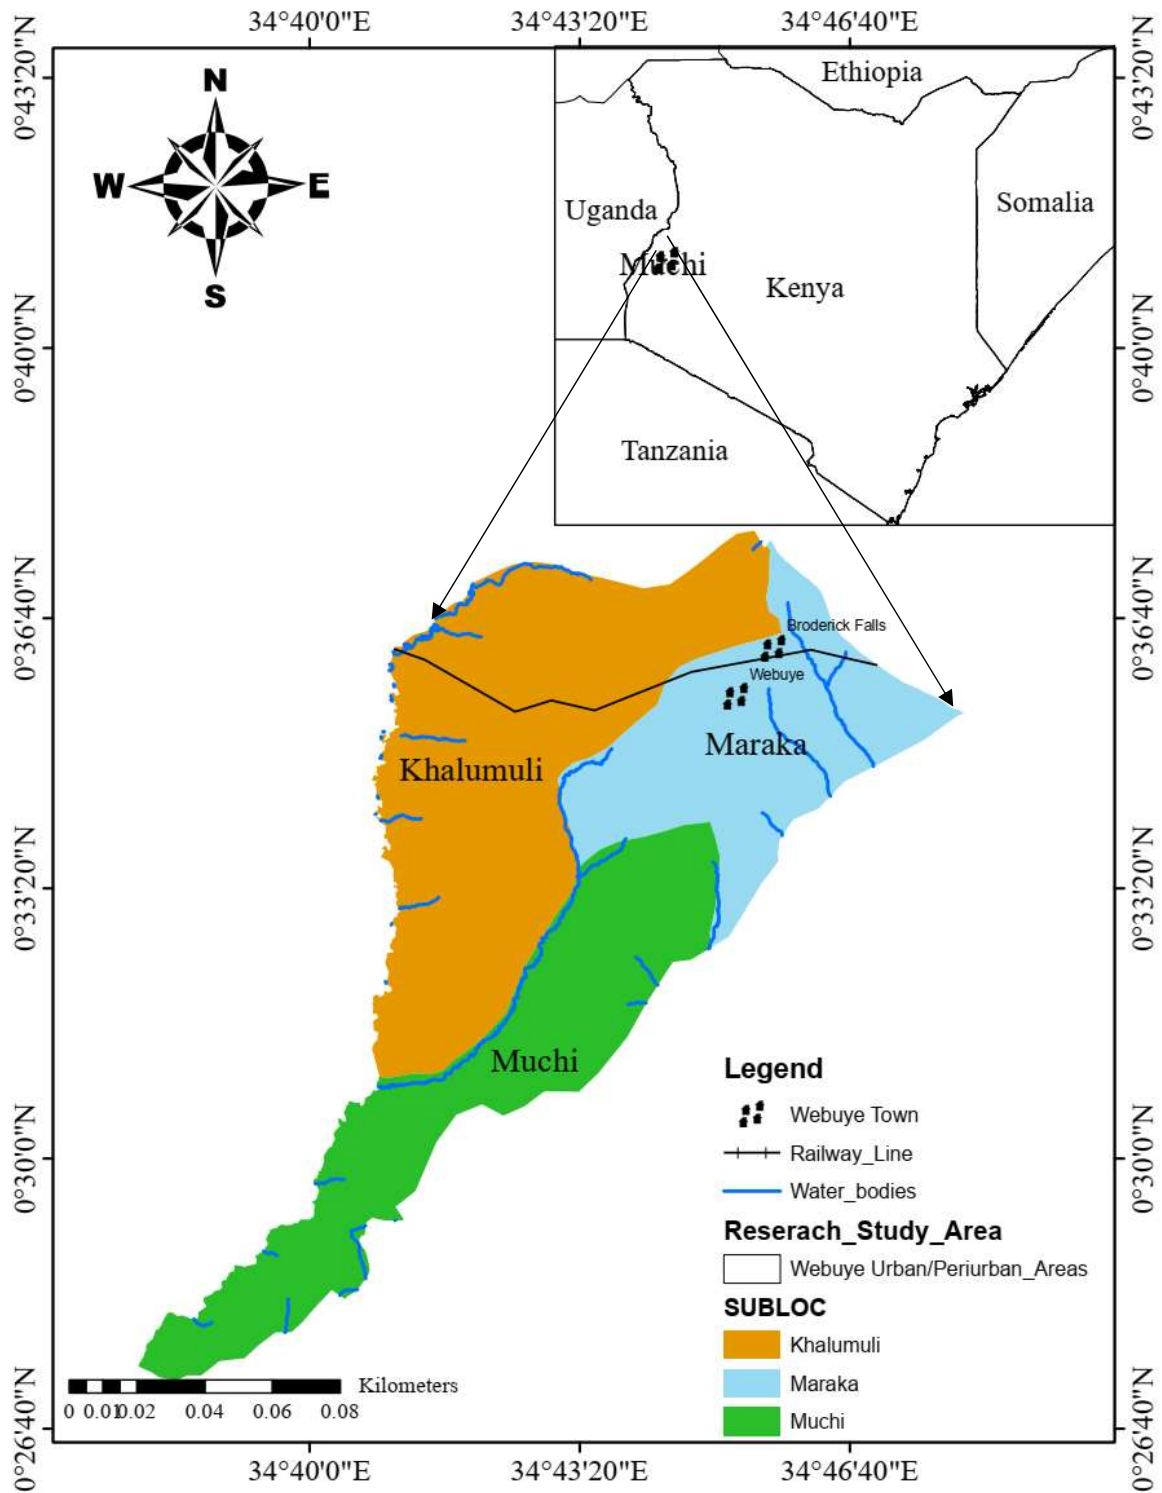 34°40'0"E 34°43'20"E 34°46'40"E
0°43'20"N
0°43'20"N
N
W E
S
Ethiopia
Uganda
Somalia
Muchi
Kenya
0°40'0"N
0°40'0"N
Tanzania
0°36'40"N
0°36'40"N
Broderick Falls
Webuye
Maraka
Khalumuli
0°33'20"N
0°33'20"N
Muchi
Legend
Webuye Town
Railway_Line
Water_bodies
0°30'0"N
0°30'0"N
Reserach_Study_Area
Webuye Urban/Periurban_Areas
SUBLOC
Khalumuli
Maraka
Muchi
Kilometers
0 0.01 0.02 0.04 0.06 0.08
0°26'40"N
0°26'40"N
34°40'0"E 34°43'20"E 34°46'40"E